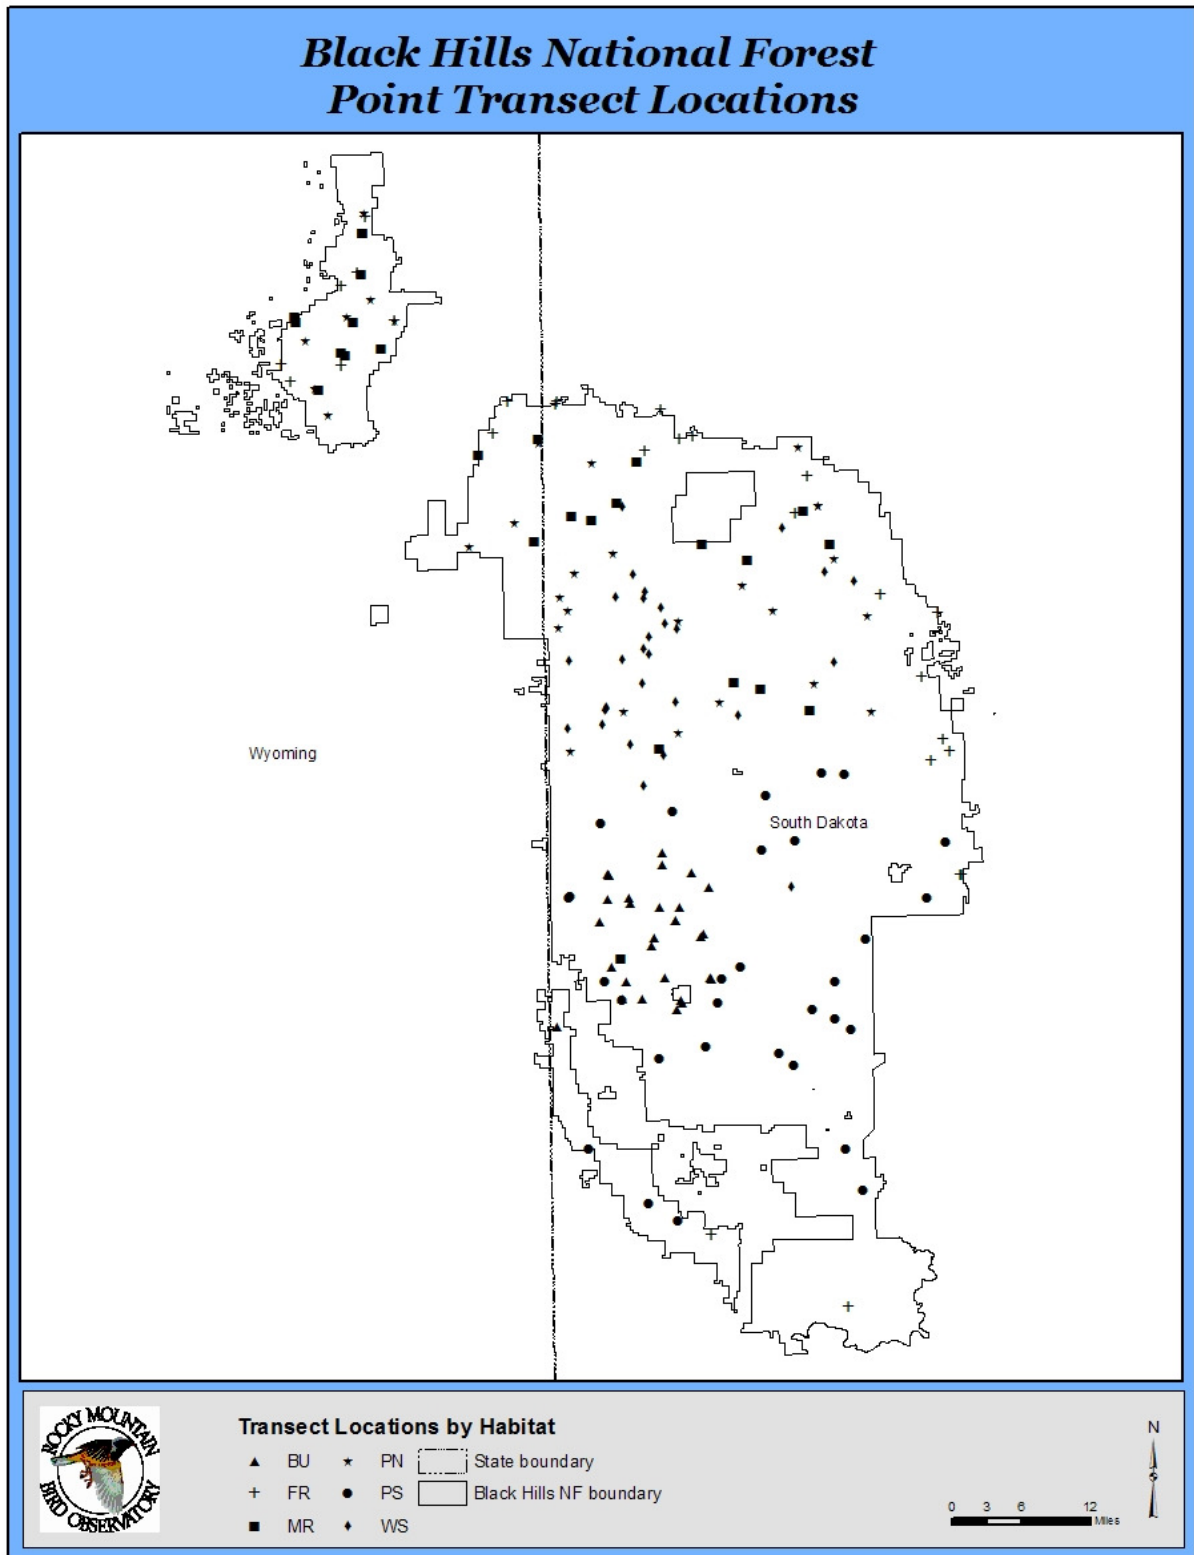 Black Hills National Forest
Point Transect Locations
Wyoming
South Dakota
ROCKY MOUNTAIN
BIRD OBSERVATORY
Transect Locations by Habitat
BU PN State boundary
FR PS Black Hills NF boundary
MR WS
N
0 3 6 12
Miles